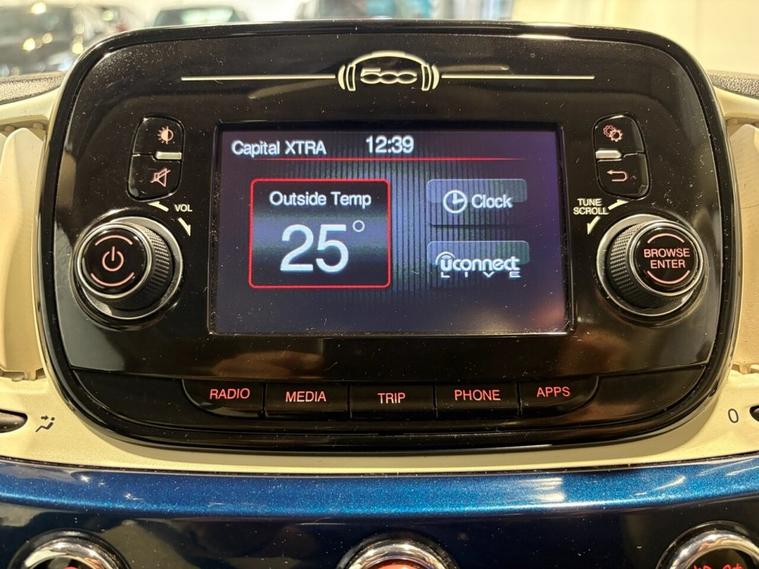 500
Capital XTRA 12:39
Outside Temp
25°
Clock
uconnect
LIVE
VOL
TUNE
SCROLL
BROWSE
ENTER
RADIO
MEDIA
TRIP
PHONE
APPS
0